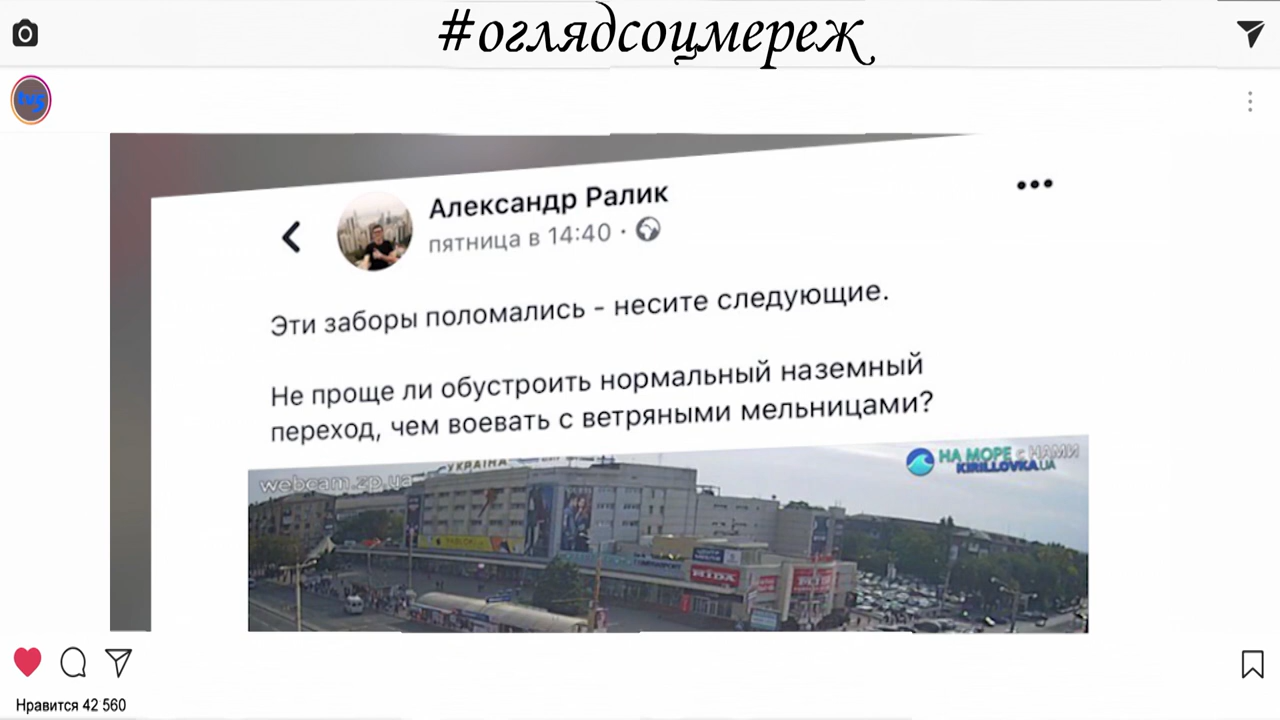 #оглядсоцмереж
tv5
Александр Ралик
пятница в 14:40 ·
Эти заборы поломались - несите следующие.
Не проще ли обустроить нормальный наземный
переход, чем воевать с ветряными мельницами?
УКРАЇНА
НА МОРЕ с НАМИ
KIRILLOVKA.UA
webcam.zp.ua
Нравится 42 560